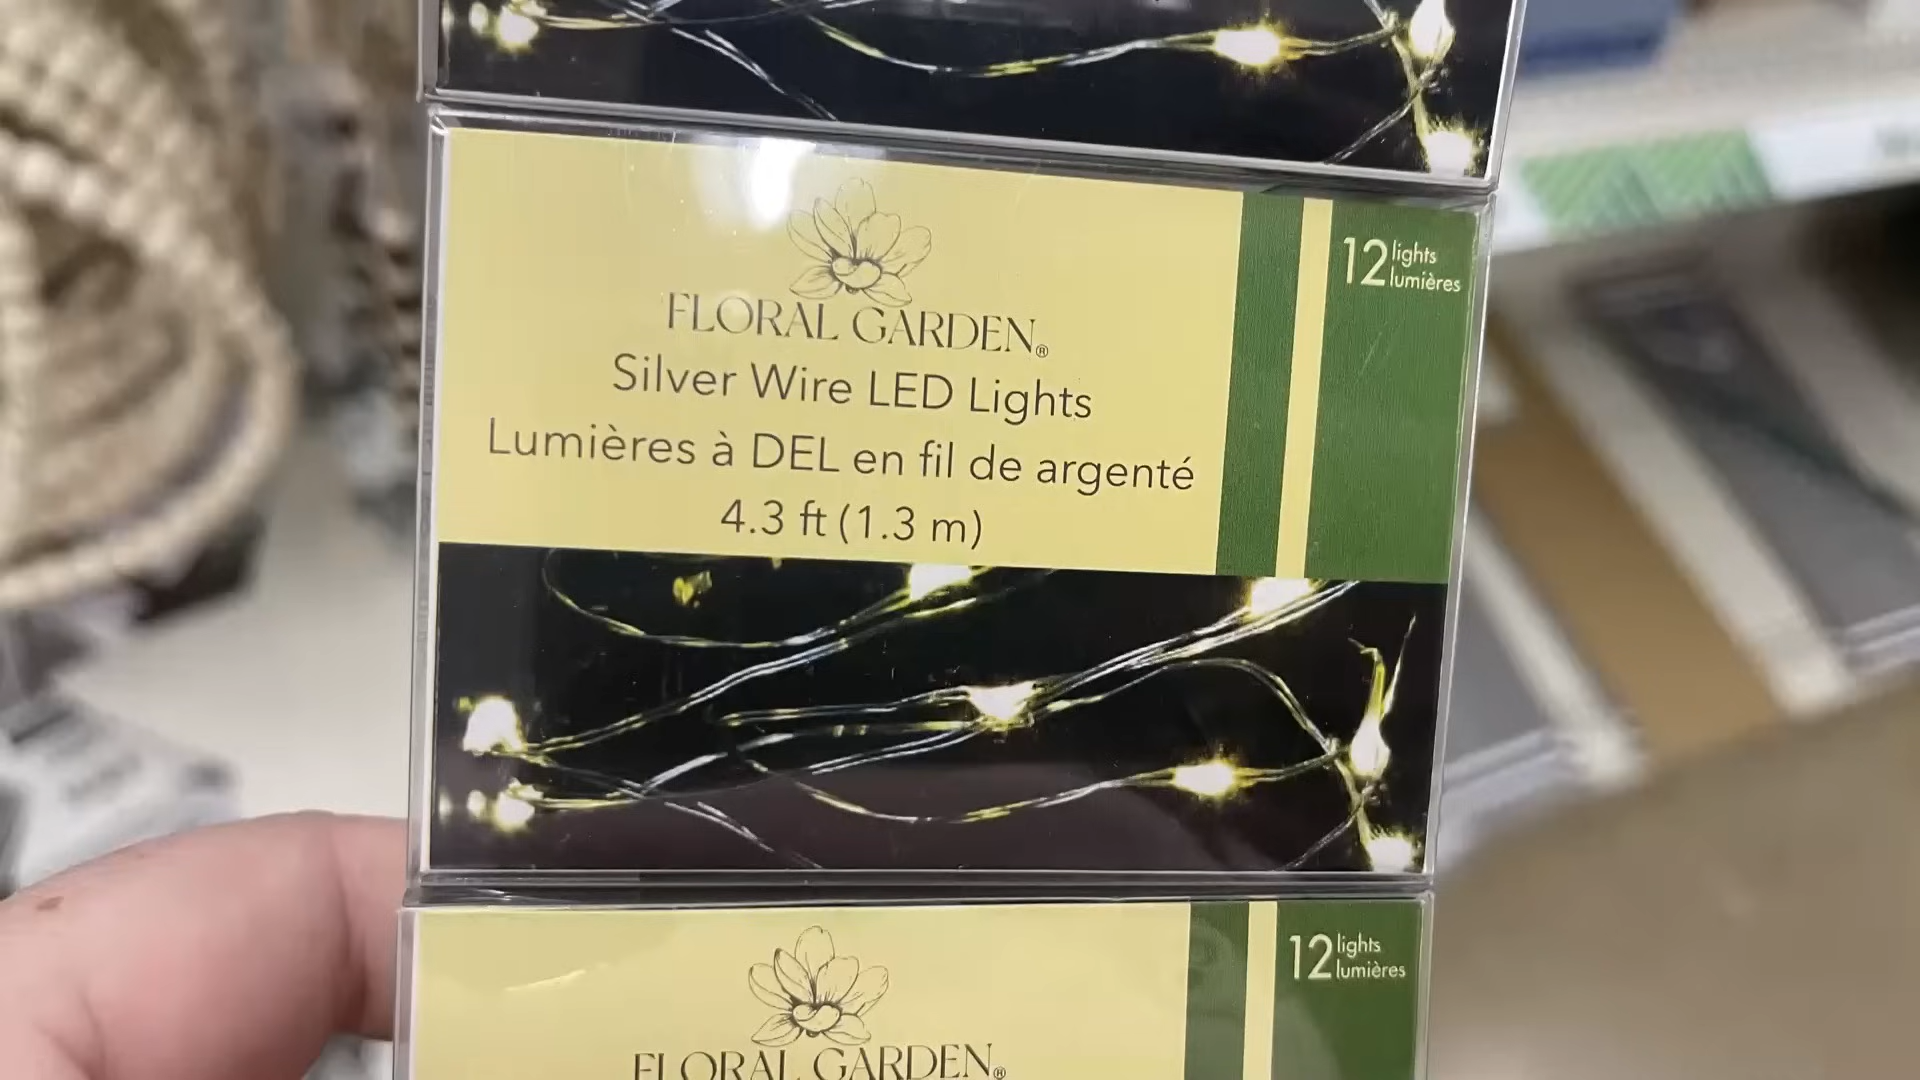 FLORAL GARDEN®
Silver Wire LED Lights
Lumières à DEL en fil de argenté
4.3 ft (1.3 m)
12 lights
lumières
FLORAL GARDEN®
12 lights
lumières